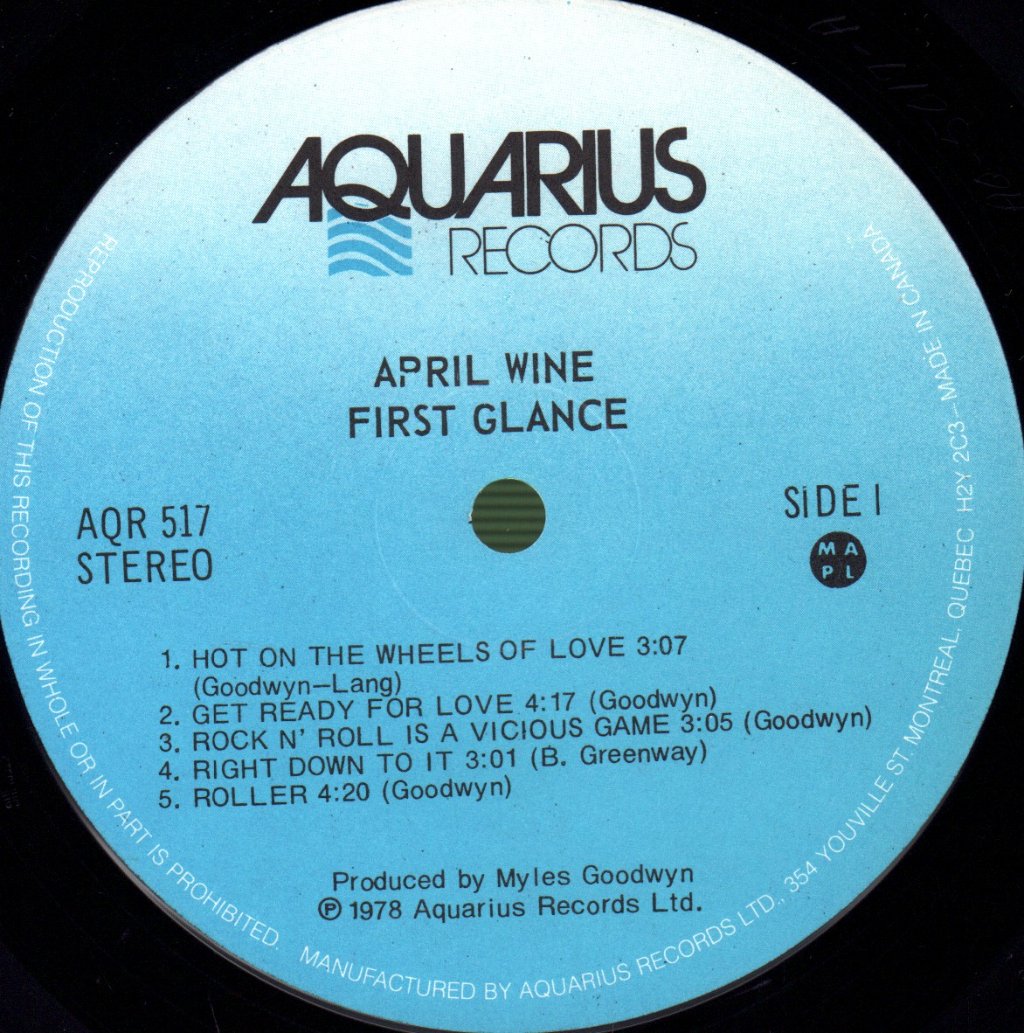 AQUARIUS
RECORDS
APRIL WINE
FIRST GLANCE
AQR 517
STEREO
SIDE 1
M A
P L
1. HOT ON THE WHEELS OF LOVE 3:07
(Goodwyn–Lang)
2. GET READY FOR LOVE 4:17 (Goodwyn)
3. ROCK N' ROLL IS A VICIOUS GAME 3:05 (Goodwyn)
4. RIGHT DOWN TO IT 3:01 (B. Greenway)
5. ROLLER 4:20 (Goodwyn)
Produced by Myles Goodwyn
℗ 1978 Aquarius Records Ltd.
REPRODUCTION OF THIS RECORDING IN WHOLE OR IN PART IS PROHIBITED. MANUFACTURED BY AQUARIUS RECORDS LTD., 354 YOUVILLE ST. MONTREAL, QUEBEC H2Y 2C3 – MADE IN CANADA